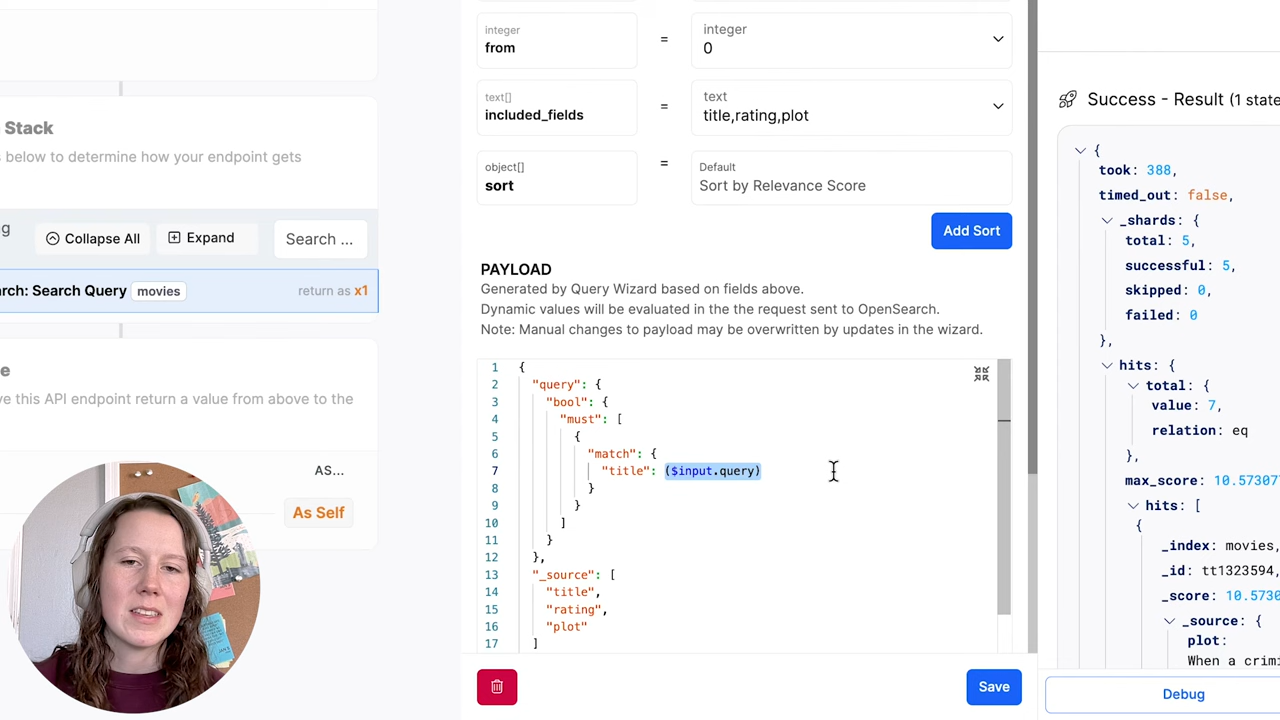 Stack
s below to determine how your endpoint gets
g
Collapse All
Expand
Search ...
rch: Search Query movies return as x1
e
ve this API endpoint return a value from above to the
AS...
As Self
integer
from
=
integer
0
text[]
included_fields
=
text
title,rating,plot
object[]
sort
=
Default
Sort by Relevance Score
Add Sort
PAYLOAD
Generated by Query Wizard based on fields above.
Dynamic values will be evaluated in the the request sent to OpenSearch.
Note: Manual changes to payload may be overwritten by updates in the wizard.
1 {
2 "query": {
3 "bool": {
4 "must": [
5 {
6 "match": {
7 "title": ($input.query)
8 }
9 }
10 ]
11 }
12 },
13 "_source": [
14 "title",
15 "rating",
16 "plot"
17 ]
Save
Success - Result (1 state
{
took: 388,
timed_out: false,
_shards: {
total: 5,
successful: 5,
skipped: 0,
failed: 0
},
hits: {
total: {
value: 7,
relation: eq
},
max_score: 10.57307
hits: [
{
_index: movies,
_id: tt1323594,
_score: 10.5730
_source: {
plot:
When a crimi
Debug